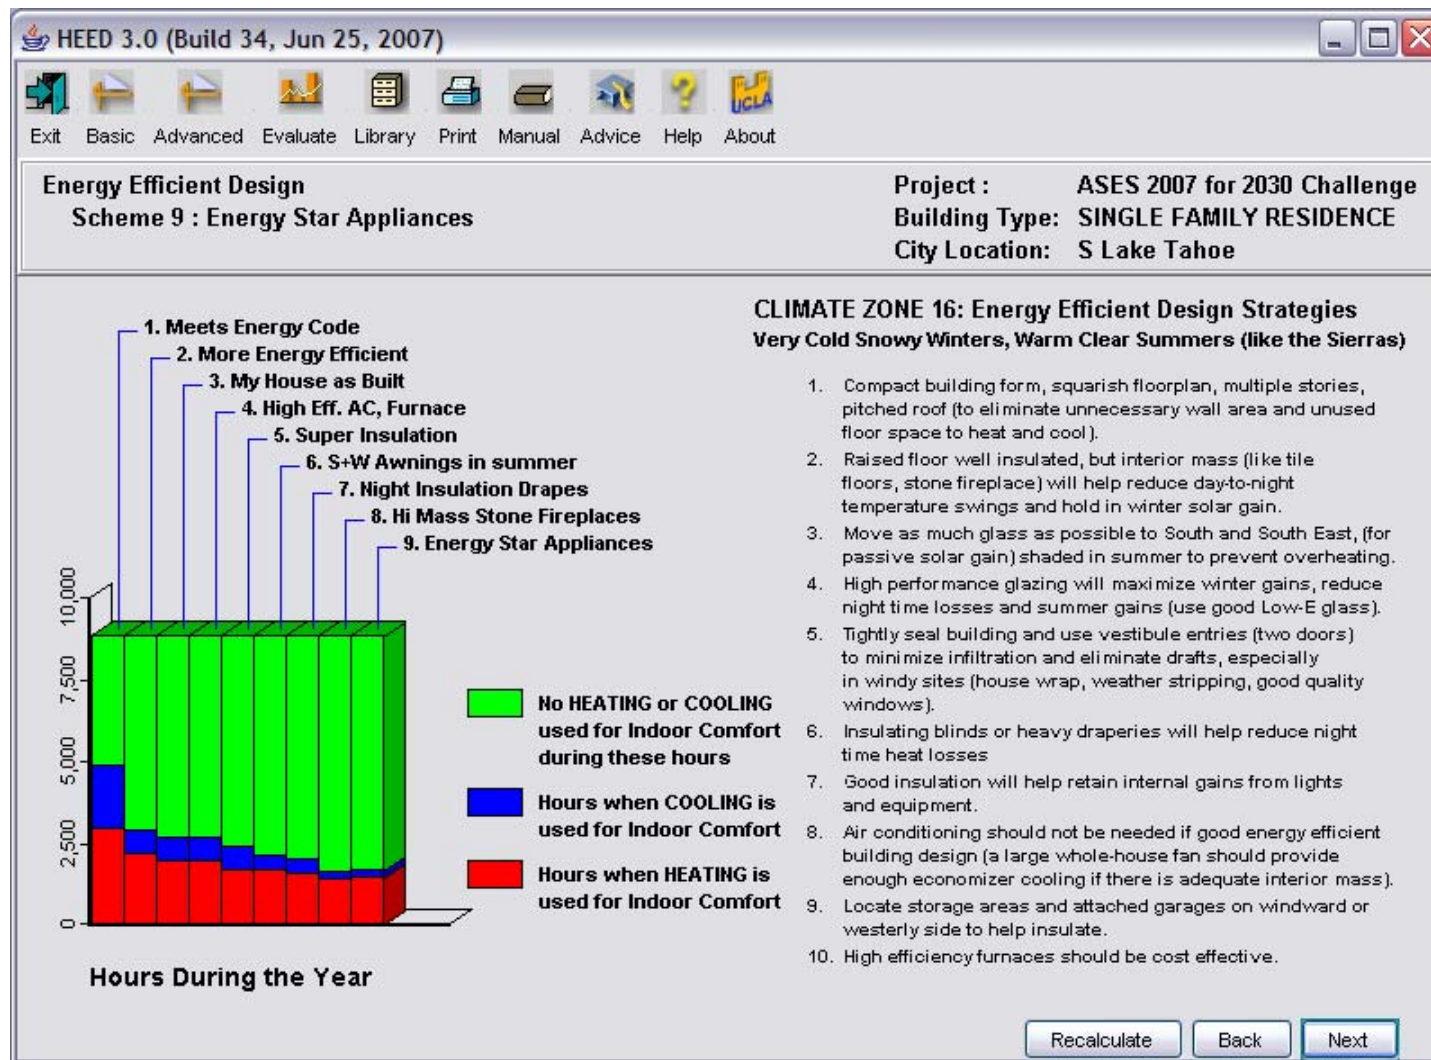 HEED 3.0 (Build 34, Jun 25, 2007)
Exit Basic Advanced Evaluate Library Print Manual Advice Help About
UCLA
Energy Efficient Design
Scheme 9 : Energy Star Appliances
Project : ASES 2007 for 2030 Challenge
Building Type: SINGLE FAMILY RESIDENCE
City Location: S Lake Tahoe
1. Meets Energy Code
2. More Energy Efficient
3. My House as Built
4. High Eff. AC, Furnace
5. Super Insulation
6. S+W Awnings in summer
7. Night Insulation Drapes
8. Hi Mass Stone Fireplaces
9. Energy Star Appliances
10,000
7,500
5,000
2,500
0
Hours During the Year
No HEATING or COOLING
used for Indoor Comfort
during these hours
Hours when COOLING is
used for Indoor Comfort
Hours when HEATING is
used for Indoor Comfort
CLIMATE ZONE 16: Energy Efficient Design Strategies
Very Cold Snowy Winters, Warm Clear Summers (like the Sierras)
1. Compact building form, squarish floorplan, multiple stories,
pitched roof (to eliminate unnecessary wall area and unused
floor space to heat and cool).
2. Raised floor well insulated, but interior mass (like tile
floors, stone fireplace) will help reduce day-to-night
temperature swings and hold in winter solar gain.
3. Move as much glass as possible to South and South East, (for
passive solar gain) shaded in summer to prevent overheating.
4. High performance glazing will maximize winter gains, reduce
night time losses and summer gains (use good Low-E glass).
5. Tightly seal building and use vestibule entries (two doors)
to minimize infiltration and eliminate drafts, especially
in windy sites (house wrap, weather stripping, good quality
windows).
6. Insulating blinds or heavy draperies will help reduce night
time heat losses
7. Good insulation will help retain internal gains from lights
and equipment.
8. Air conditioning should not be needed if good energy efficient
building design (a large whole-house fan should provide
enough economizer cooling if there is adequate interior mass).
9. Locate storage areas and attached garages on windward or
westerly side to help insulate.
10. High efficiency furnaces should be cost effective.
Recalculate Back Next